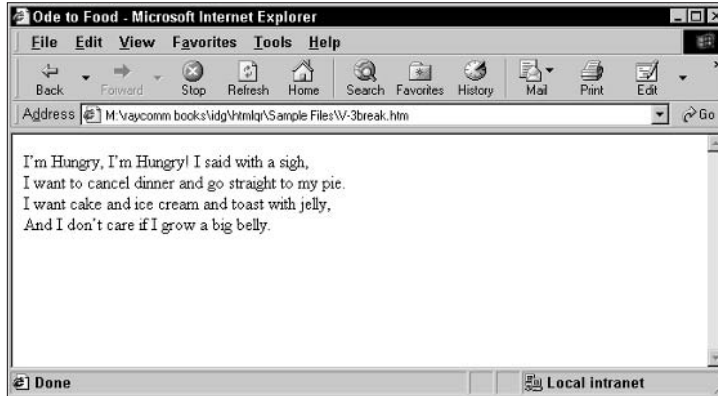 Ode to Food - Microsoft Internet Explorer
File Edit View Favorites Tools Help
Back Forward Stop Refresh Home Search Favorites History Mail Print Edit »
Address M:\raycomm books\idg\htmlqr\Sample Files\V-3break.htm Go
I'm Hungry, I'm Hungry! I said with a sigh,
I want to cancel dinner and go straight to my pie.
I want cake and ice cream and toast with jelly,
And I don't care if I grow a big belly.
Done Local intranet